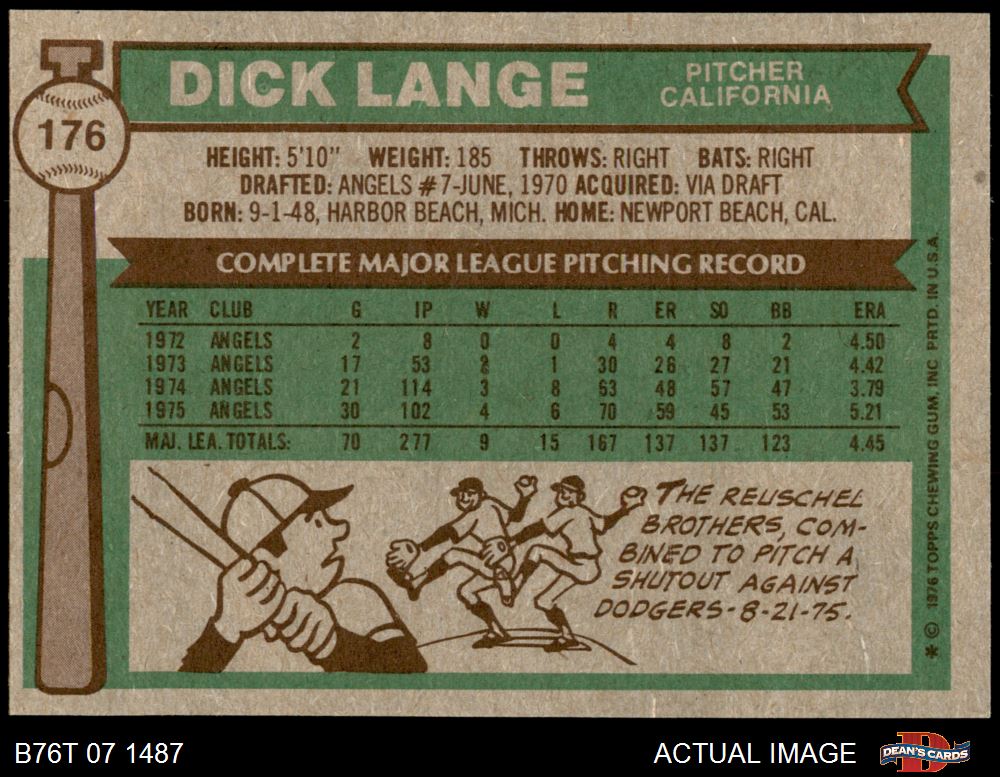 DICK LANGE
PITCHER
CALIFORNIA
176
HEIGHT: 5'10" WEIGHT: 185 THROWS: RIGHT BATS: RIGHT
DRAFTED: ANGELS #7-JUNE, 1970 ACQUIRED: VIA DRAFT
BORN: 9-1-48, HARBOR BEACH, MICH. HOME: NEWPORT BEACH, CAL.
COMPLETE MAJOR LEAGUE PITCHING RECORD
YEAR CLUB G IP W L R ER SO BB ERA
1972 ANGELS 2 8 0 0 4 4 8 2 4.50
1973 ANGELS 17 53 2 1 30 26 27 21 4.42
1974 ANGELS 21 114 3 8 63 48 57 47 3.79
1975 ANGELS 30 102 4 6 70 59 45 53 5.21
MAJ. LEA. TOTALS: 70 277 9 15 167 137 137 123 4.45
THE REUSCHEL
BROTHERS, COM-
BINED TO PITCH A
SHUTOUT AGAINST
DODGERS-8-21-75.
* © 1976 TOPPS CHEWING GUM, INC PRTD. IN U.S.A.
B76T 07 1487
ACTUAL IMAGE
DEAN'S CARDS